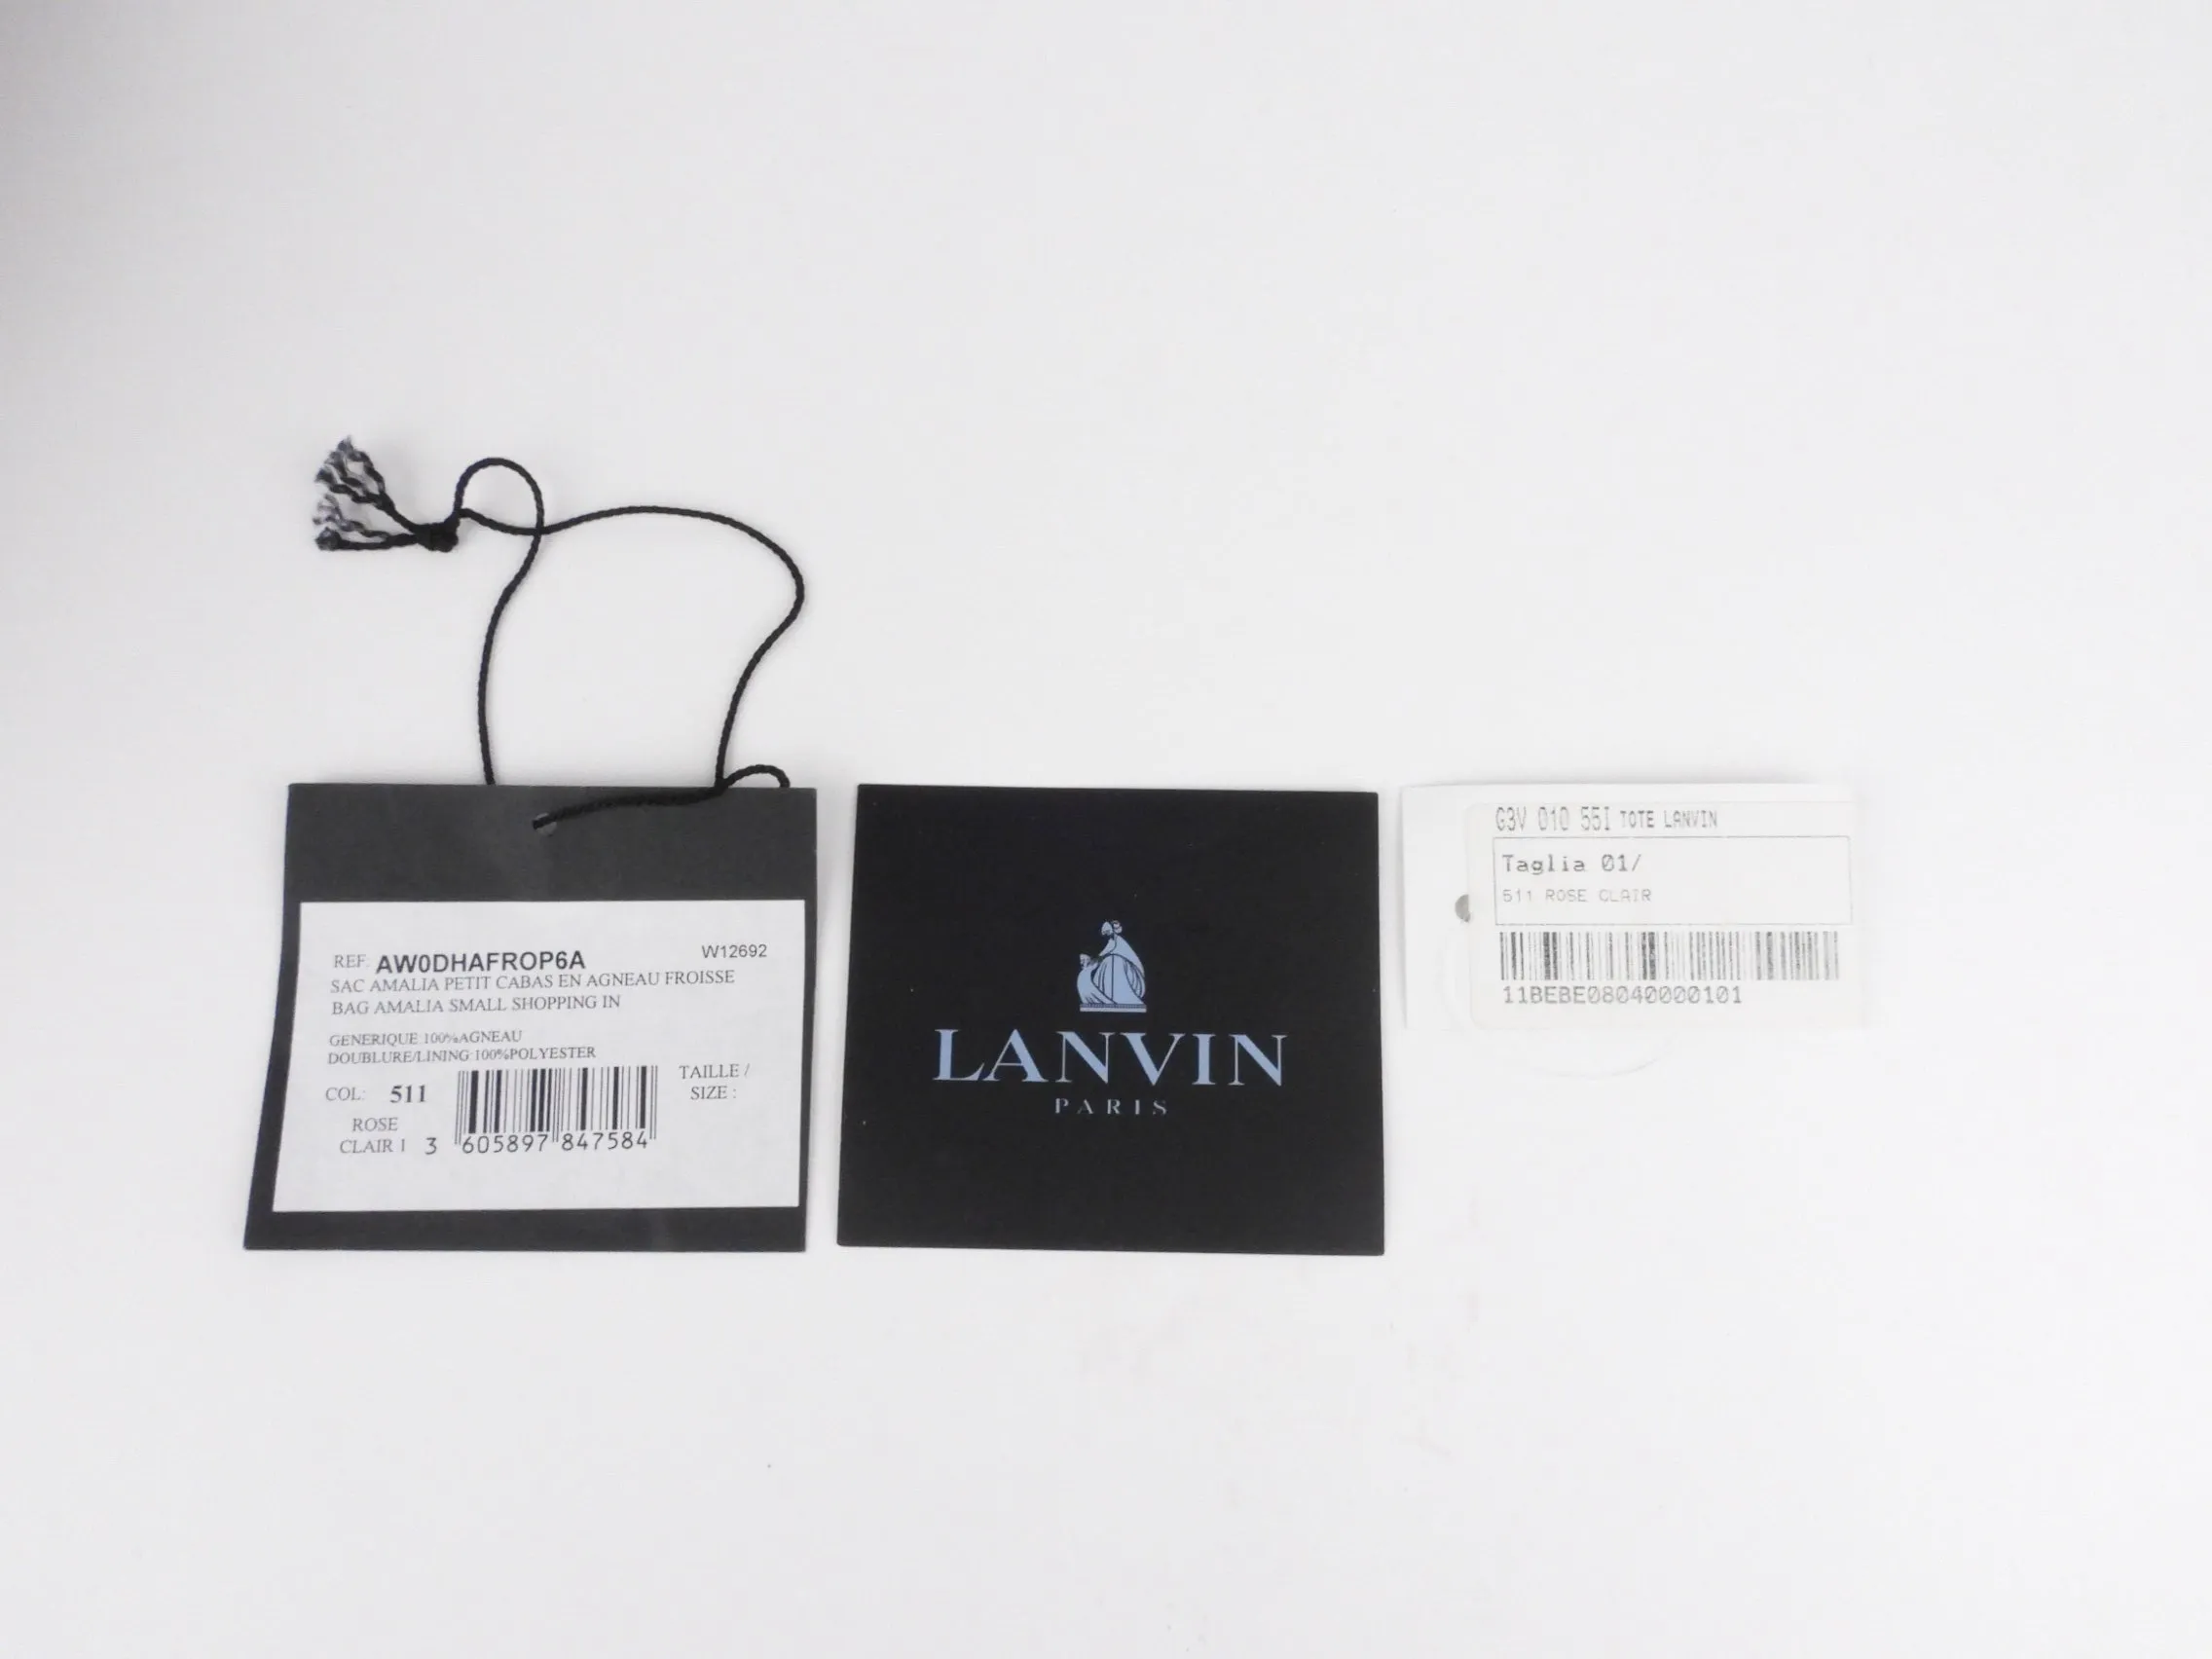 REF: AW0DHAFROP6A W12692
SAC AMALIA PETIT CABAS EN AGNEAU FROISSE
BAG AMALIA SMALL SHOPPING IN
GENERIQUE 100%AGNEAU
DOUBLURE/LINING 100%POLYESTER
COL: 511
TAILLE /
SIZE :
ROSE
CLAIR I
3 605897 847584
LANVIN
PARIS
G3V 010 55I TOTE LANVIN
Taglia 01/
511 ROSE CLAIR
11BEBE08040000101